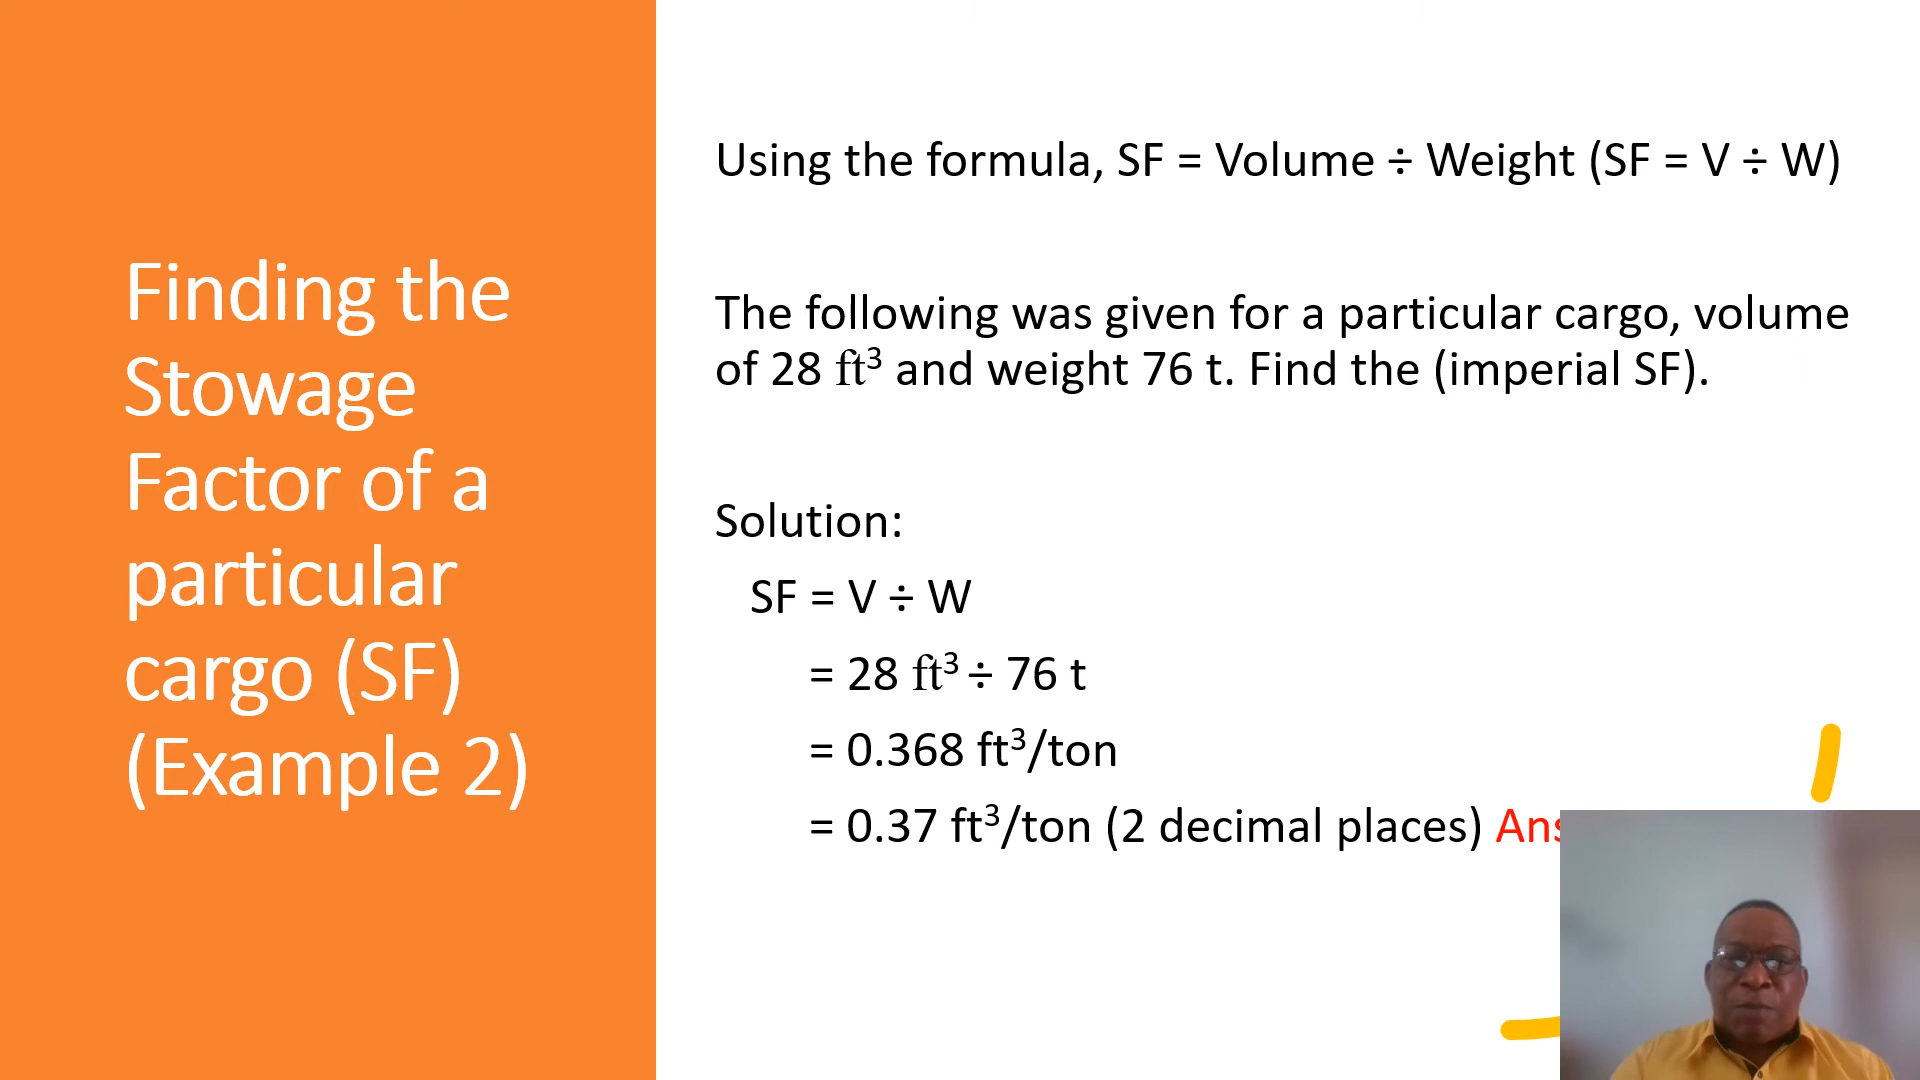 Finding the
Stowage
Factor of a
particular
cargo (SF)
(Example 2)
Using the formula, SF = Volume ÷ Weight (SF = V ÷ W)
The following was given for a particular cargo, volume
of 28 ft³ and weight 76 t. Find the (imperial SF).
Solution:
SF = V ÷ W
= 28 ft³ ÷ 76 t
= 0.368 ft³/ton
= 0.37 ft³/ton (2 decimal places)